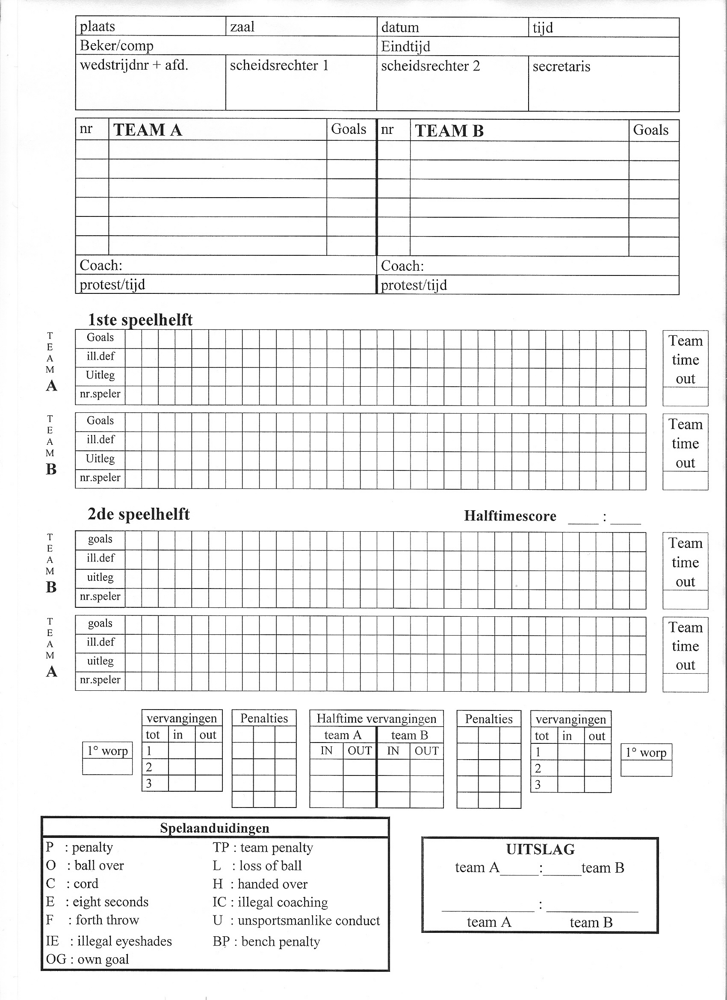 plaats zaal datum tijd
Beker/comp Eindtijd
wedstrijdnr + afd. scheidsrechter 1 scheidsrechter 2 secretaris
nr TEAM A Goals nr TEAM B Goals
Coach: Coach:
protest/tijd protest/tijd
1ste speelhelft
TEAM A
Goals
ill.def
Uitleg
nr.speler
Team
time
out
TEAM B
Goals
ill.def
Uitleg
nr.speler
Team
time
out
2de speelhelft Halftimescore ____ : ____
TEAM B
goals
ill.def
uitleg
nr.speler
Team
time
out
TEAM A
goals
ill.def
uitleg
nr.speler
Team
time
out
1° worp
vervangingen
tot in out
1
2
3
Penalties
Halftime vervangingen
team A team B
IN OUT IN OUT
Penalties
vervangingen
tot in out
1
2
3
1° worp
Spelaanduidingen
P : penalty TP : team penalty
O : ball over L : loss of ball
C : cord H : handed over
E : eight seconds IC : illegal coaching
F : forth throw U : unsportsmanlike conduct
IE : illegal eyeshades BP : bench penalty
OG : own goal
UITSLAG
team A_____:_____team B
____________ : ____________
team A team B